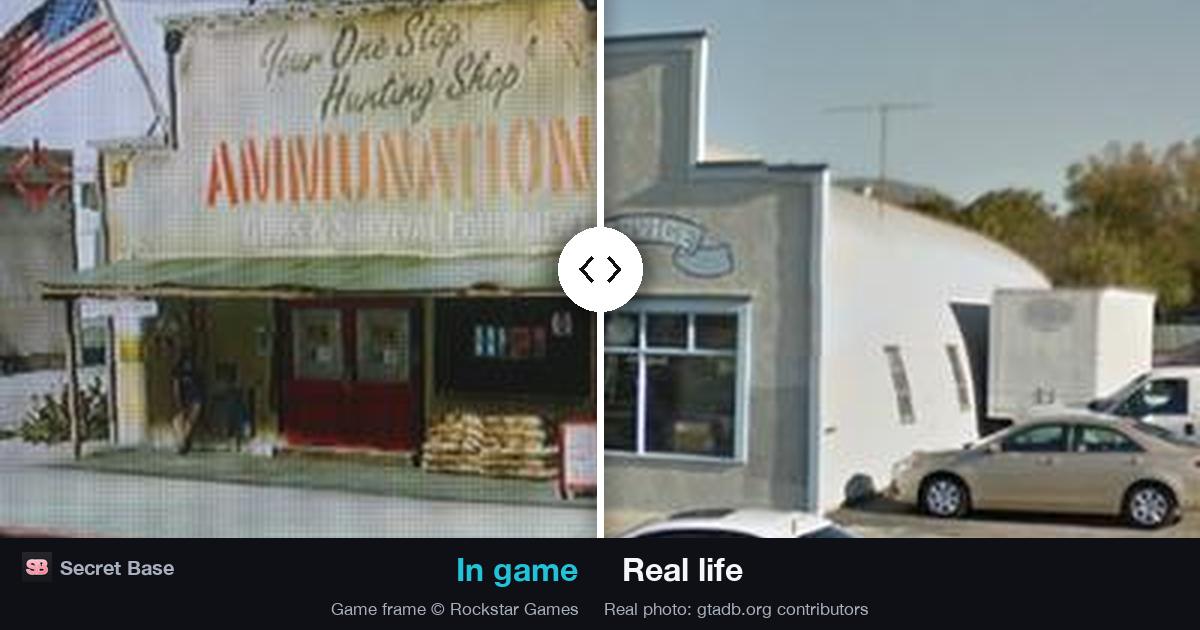 Your One Stop
Hunting Shop
AMMUNATION
SB Secret Base
In game
Real life
Game frame © Rockstar Games
Real photo: gtadb.org contributors